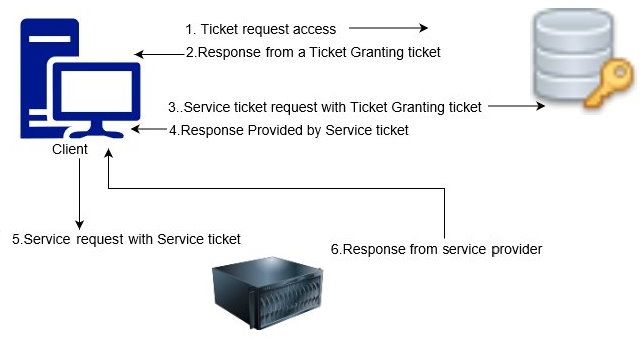 1. Ticket request access
2.Response from a Ticket Granting ticket
3..Service ticket request with Ticket Granting ticket
4.Response Provided by Service ticket
Client
5.Service request with Service ticket
6.Response from service provider